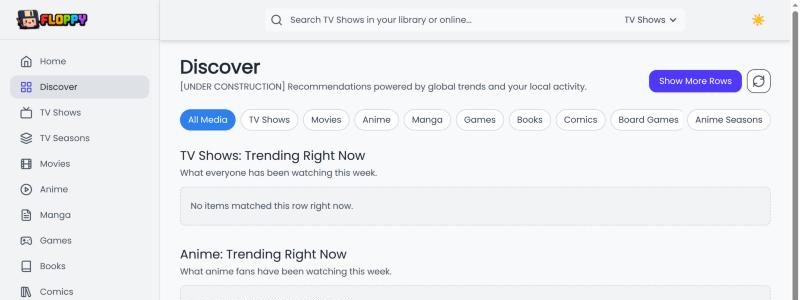 FLOPPY
Search TV Shows in your library or online...
TV Shows
Home
Discover
TV Shows
TV Seasons
Movies
Anime
Manga
Games
Books
Comics
Discover
[UNDER CONSTRUCTION] Recommendations powered by global trends and your local activity.
Show More Rows
All Media TV Shows Movies Anime Manga Games Books Comics Board Games Anime Seasons
TV Shows: Trending Right Now
What everyone has been watching this week.
No items matched this row right now.
Anime: Trending Right Now
What anime fans have been watching this week.